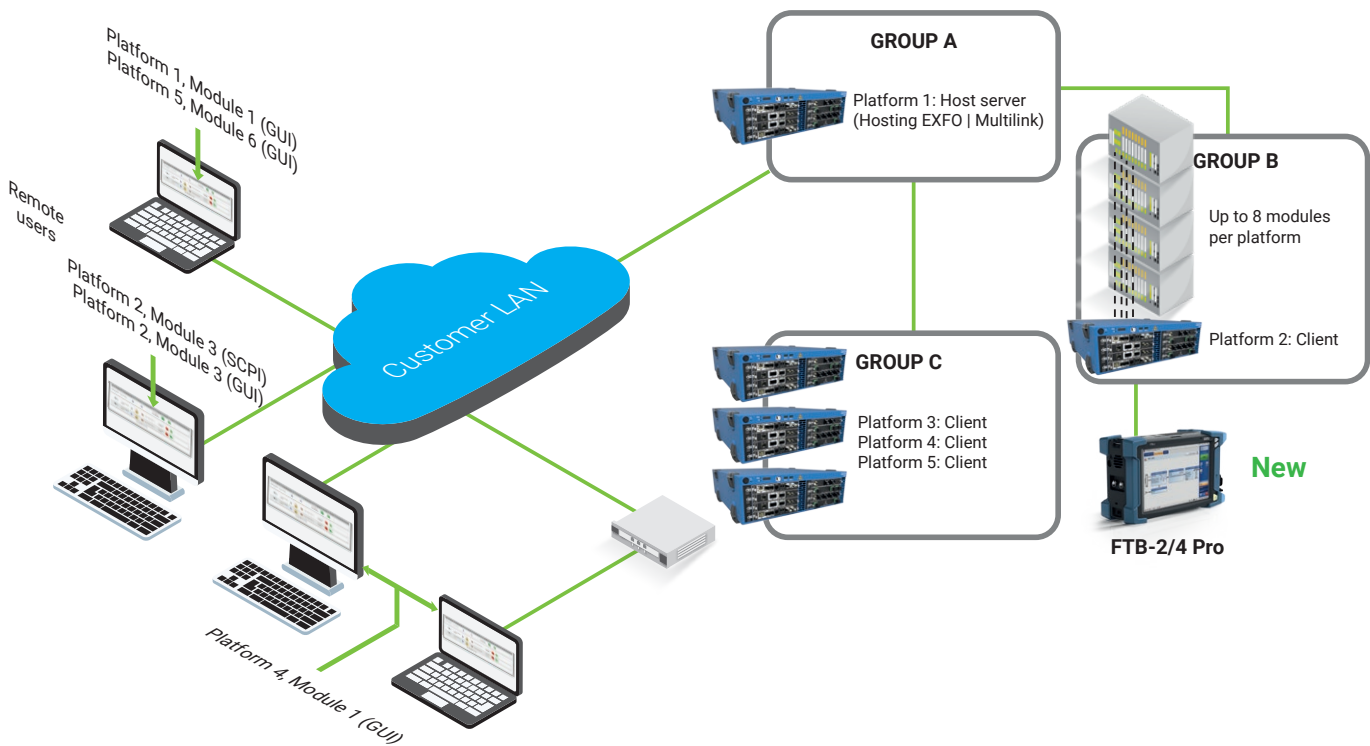 Platform 1, Module 1 (GUI)
Platform 5, Module 6 (GUI)
Remote
users
Platform 2, Module 3 (SCPI)
Platform 2, Module 3 (GUI)
Customer LAN
Platform 4, Module 1 (GUI)
GROUP A
Platform 1: Host server
(Hosting EXFO | Multilink)
GROUP B
Up to 8 modules
per platform
Platform 2: Client
GROUP C
Platform 3: Client
Platform 4: Client
Platform 5: Client
New
FTB-2/4 Pro